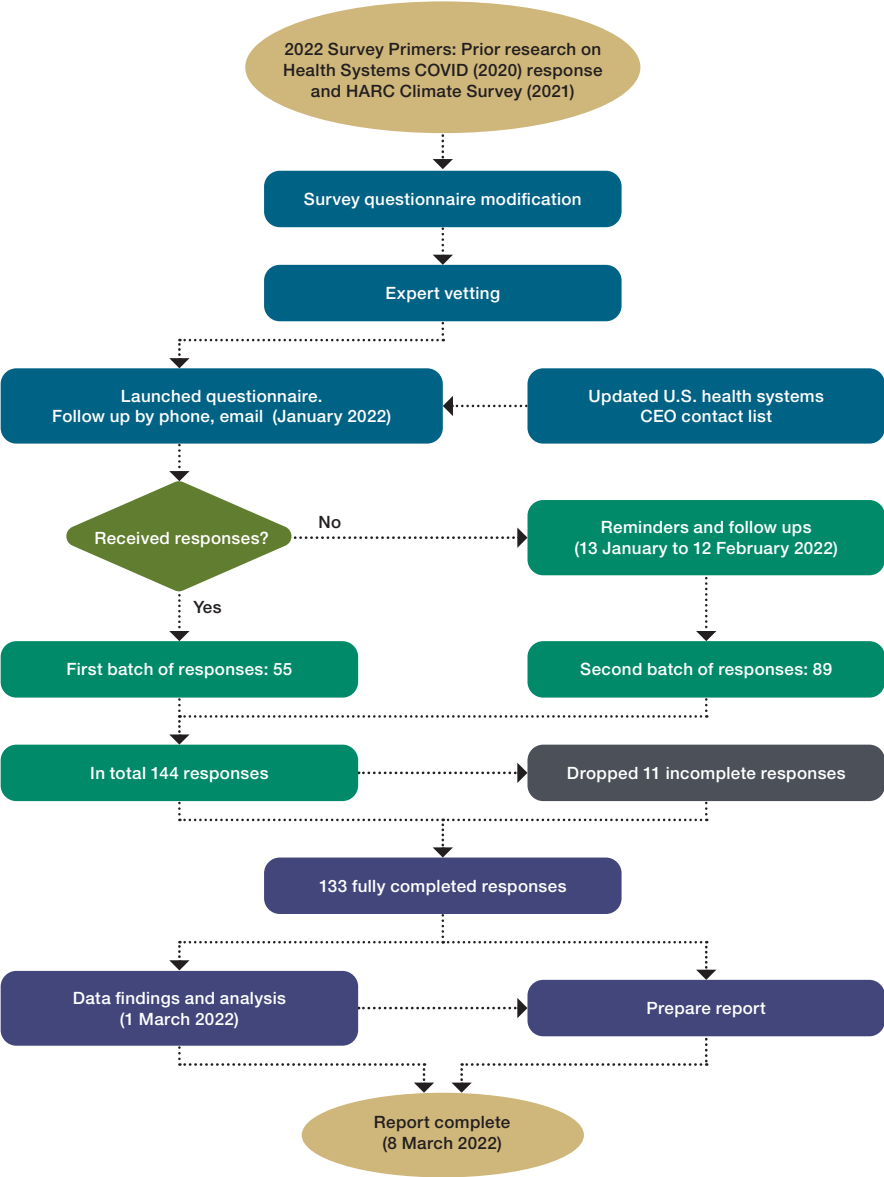 2022 Survey Primers: Prior research on
Health Systems COVID (2020) response
and HARC Climate Survey (2021)
Survey questionnaire modification
Expert vetting
Launched questionnaire.
Follow up by phone, email (January 2022)
Updated U.S. health systems
CEO contact list
Received responses?
No
Reminders and follow ups
(13 January to 12 February 2022)
Yes
First batch of responses: 55
Second batch of responses: 89
In total 144 responses
Dropped 11 incomplete responses
133 fully completed responses
Data findings and analysis
(1 March 2022)
Prepare report
Report complete
(8 March 2022)